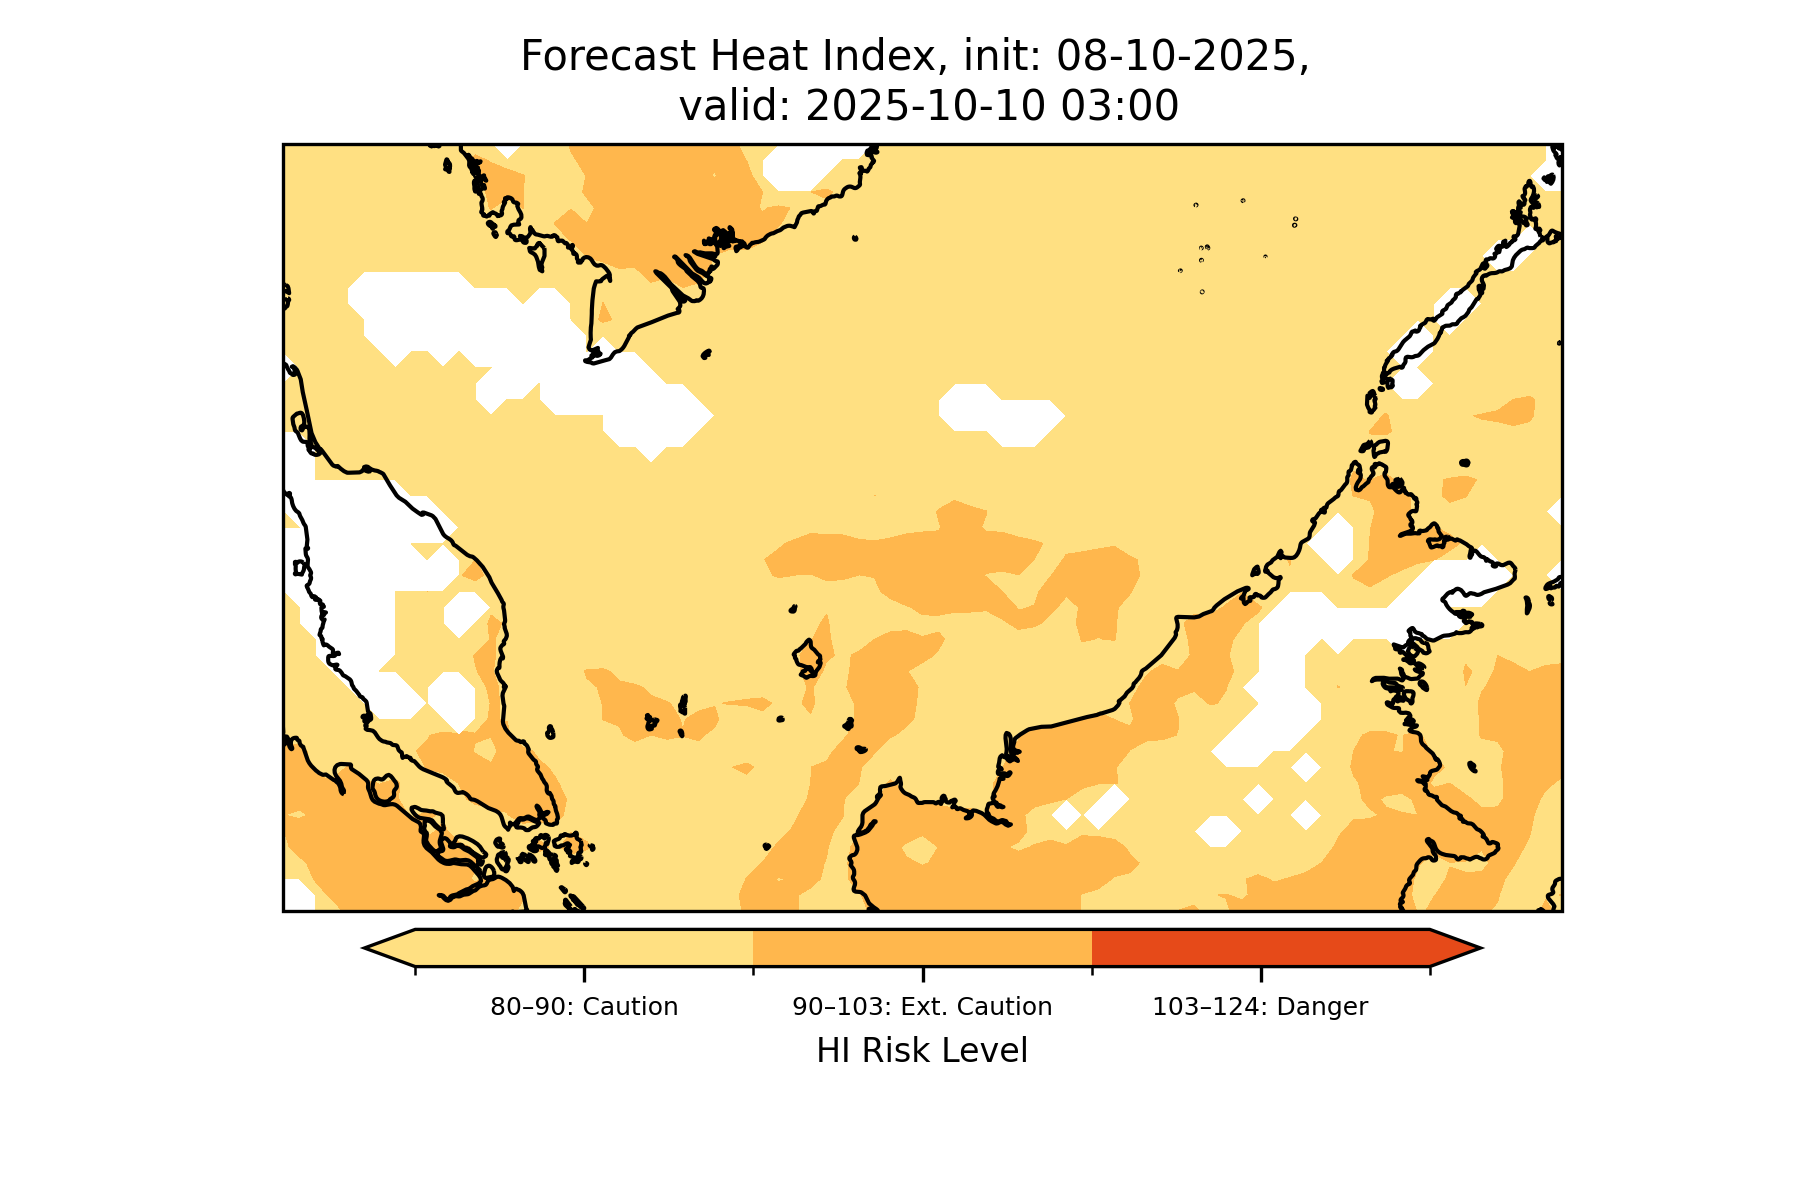 Forecast Heat Index, init: 08-10-2025,
valid: 2025-10-10 03:00
80–90: Caution
90–103: Ext. Caution
103–124: Danger
HI Risk Level